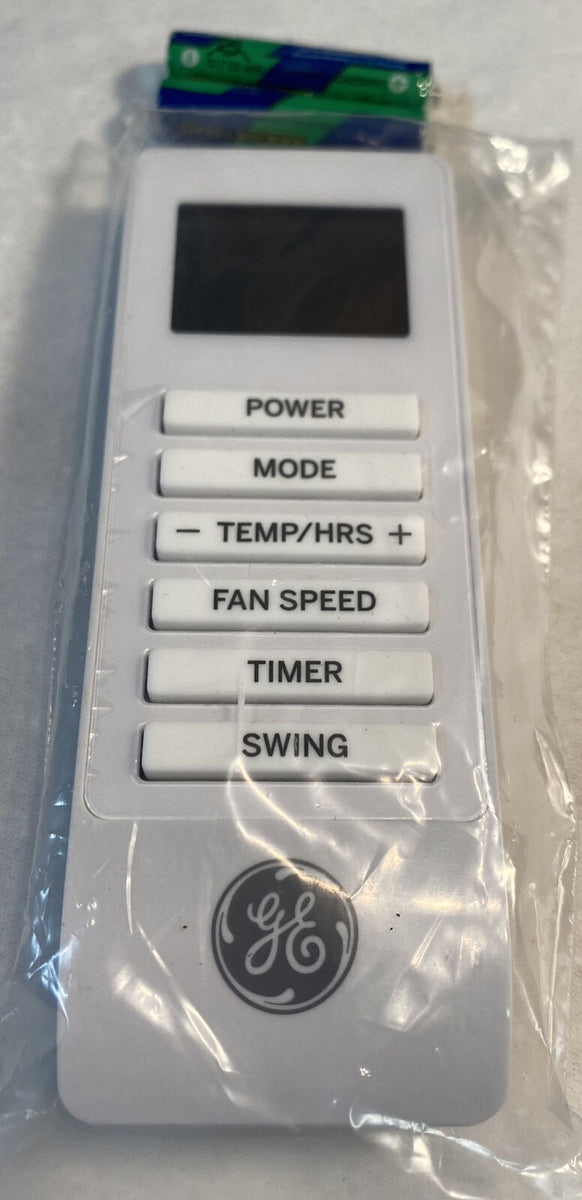 POWER
MODE
− TEMP/HRS +
FAN SPEED
TIMER
SWING
GE